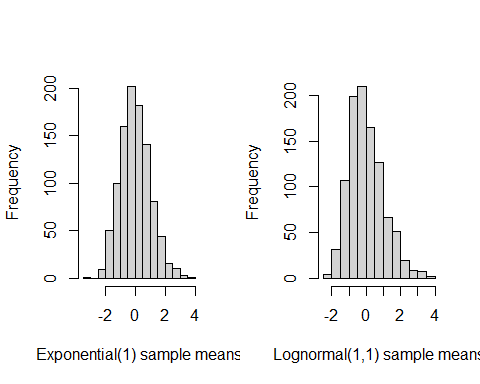 Frequency
0 50 100 150 200
-2 0 2 4
Exponential(1) sample means
Frequency
0 50 100 150 200
-2 0 2 4
Lognormal(1,1) sample means